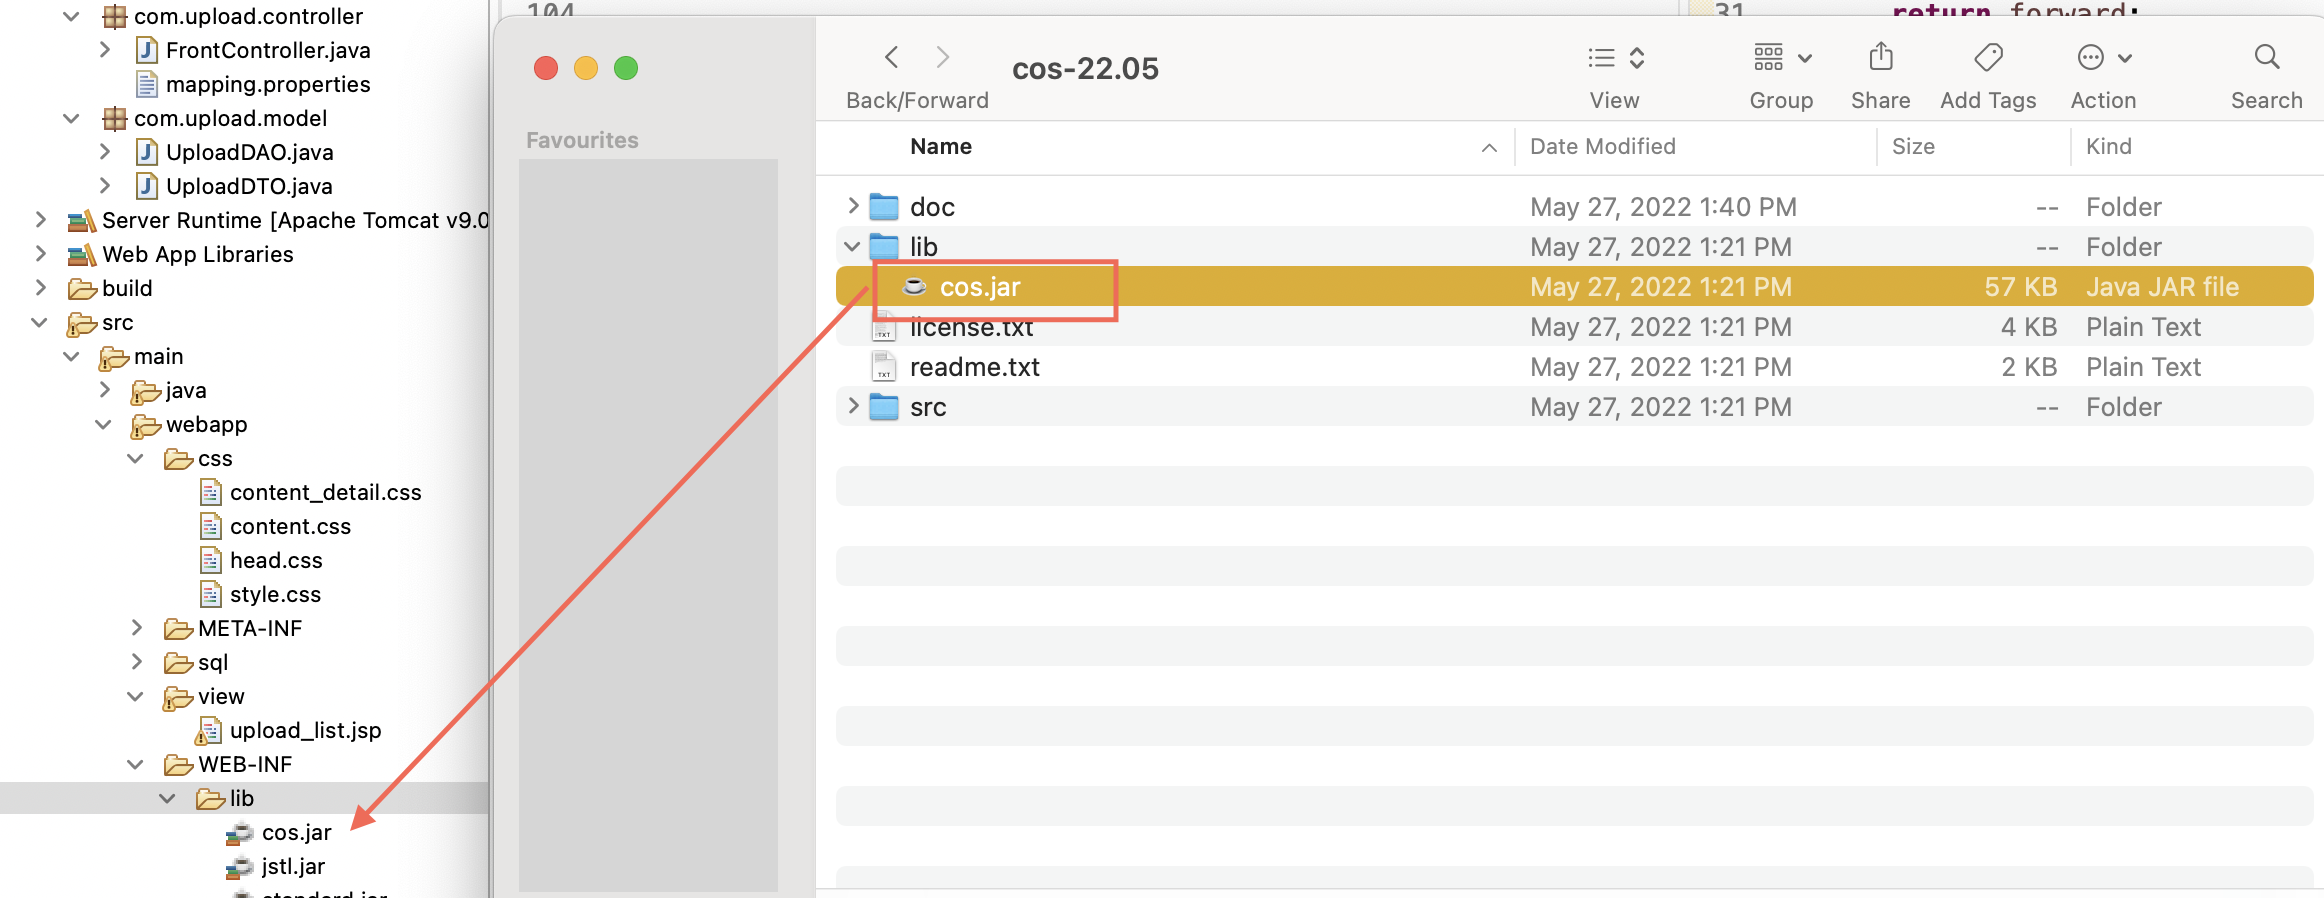 com.upload.controller
FrontController.java
mapping.properties
com.upload.model
UploadDAO.java
UploadDTO.java
Server Runtime [Apache Tomcat v9.0
Web App Libraries
build
src
main
java
webapp
css
content_detail.css
content.css
head.css
style.css
META-INF
sql
view
upload_list.jsp
WEB-INF
lib
cos.jar
jstl.jar
standard.jar
104
31 return forward;
Favourites
Back/Forward
cos-22.05
View
Group
Share
Add Tags
Action
Search
Name Date Modified Size Kind
doc May 27, 2022 1:40 PM -- Folder
lib May 27, 2022 1:21 PM -- Folder
cos.jar May 27, 2022 1:21 PM 57 KB Java JAR file
license.txt May 27, 2022 1:21 PM 4 KB Plain Text
readme.txt May 27, 2022 1:21 PM 2 KB Plain Text
src May 27, 2022 1:21 PM -- Folder